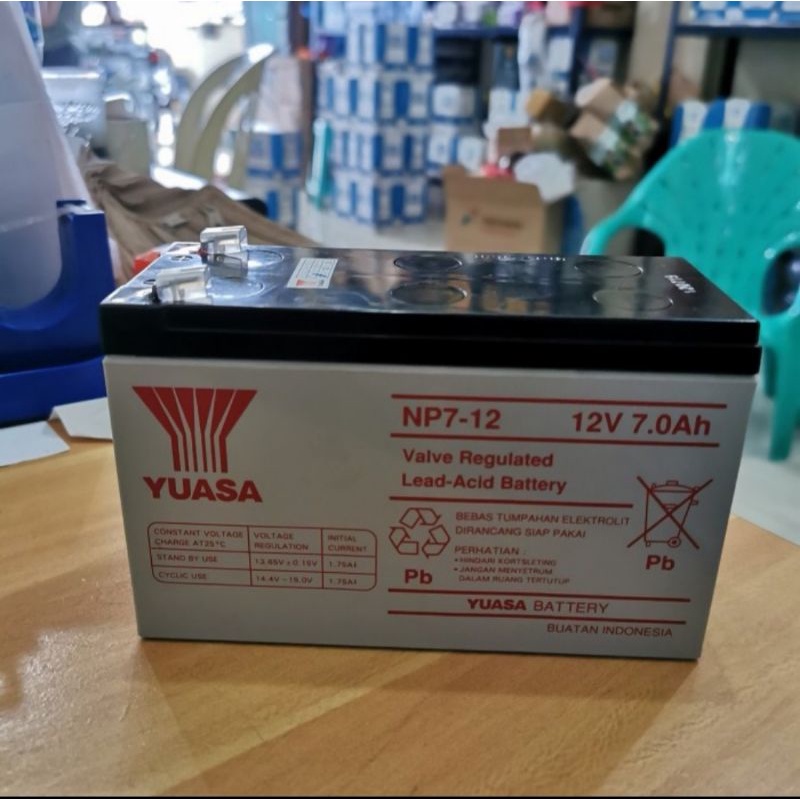 YUASA
NP7-12 12V 7.0Ah
Valve Regulated
Lead-Acid Battery
CONSTANT VOLTAGE CHARGE AT25°C VOLTAGE REGULATION INITIAL CURRENT
STAND BY USE 13.65V±0.15V 1.75Af
CYCLIC USE 14.4V-15.0V 1.75Af
BEBAS TUMPAHAN ELEKTROLIT
DIRANCANG SIAP PAKAI
PERHATIAN :
• HINDARI KORTSLETING
• JANGAN MENYETRUM
DALAM RUANG TERTUTUP
Pb
Pb
YUASA BATTERY
BUATAN INDONESIA